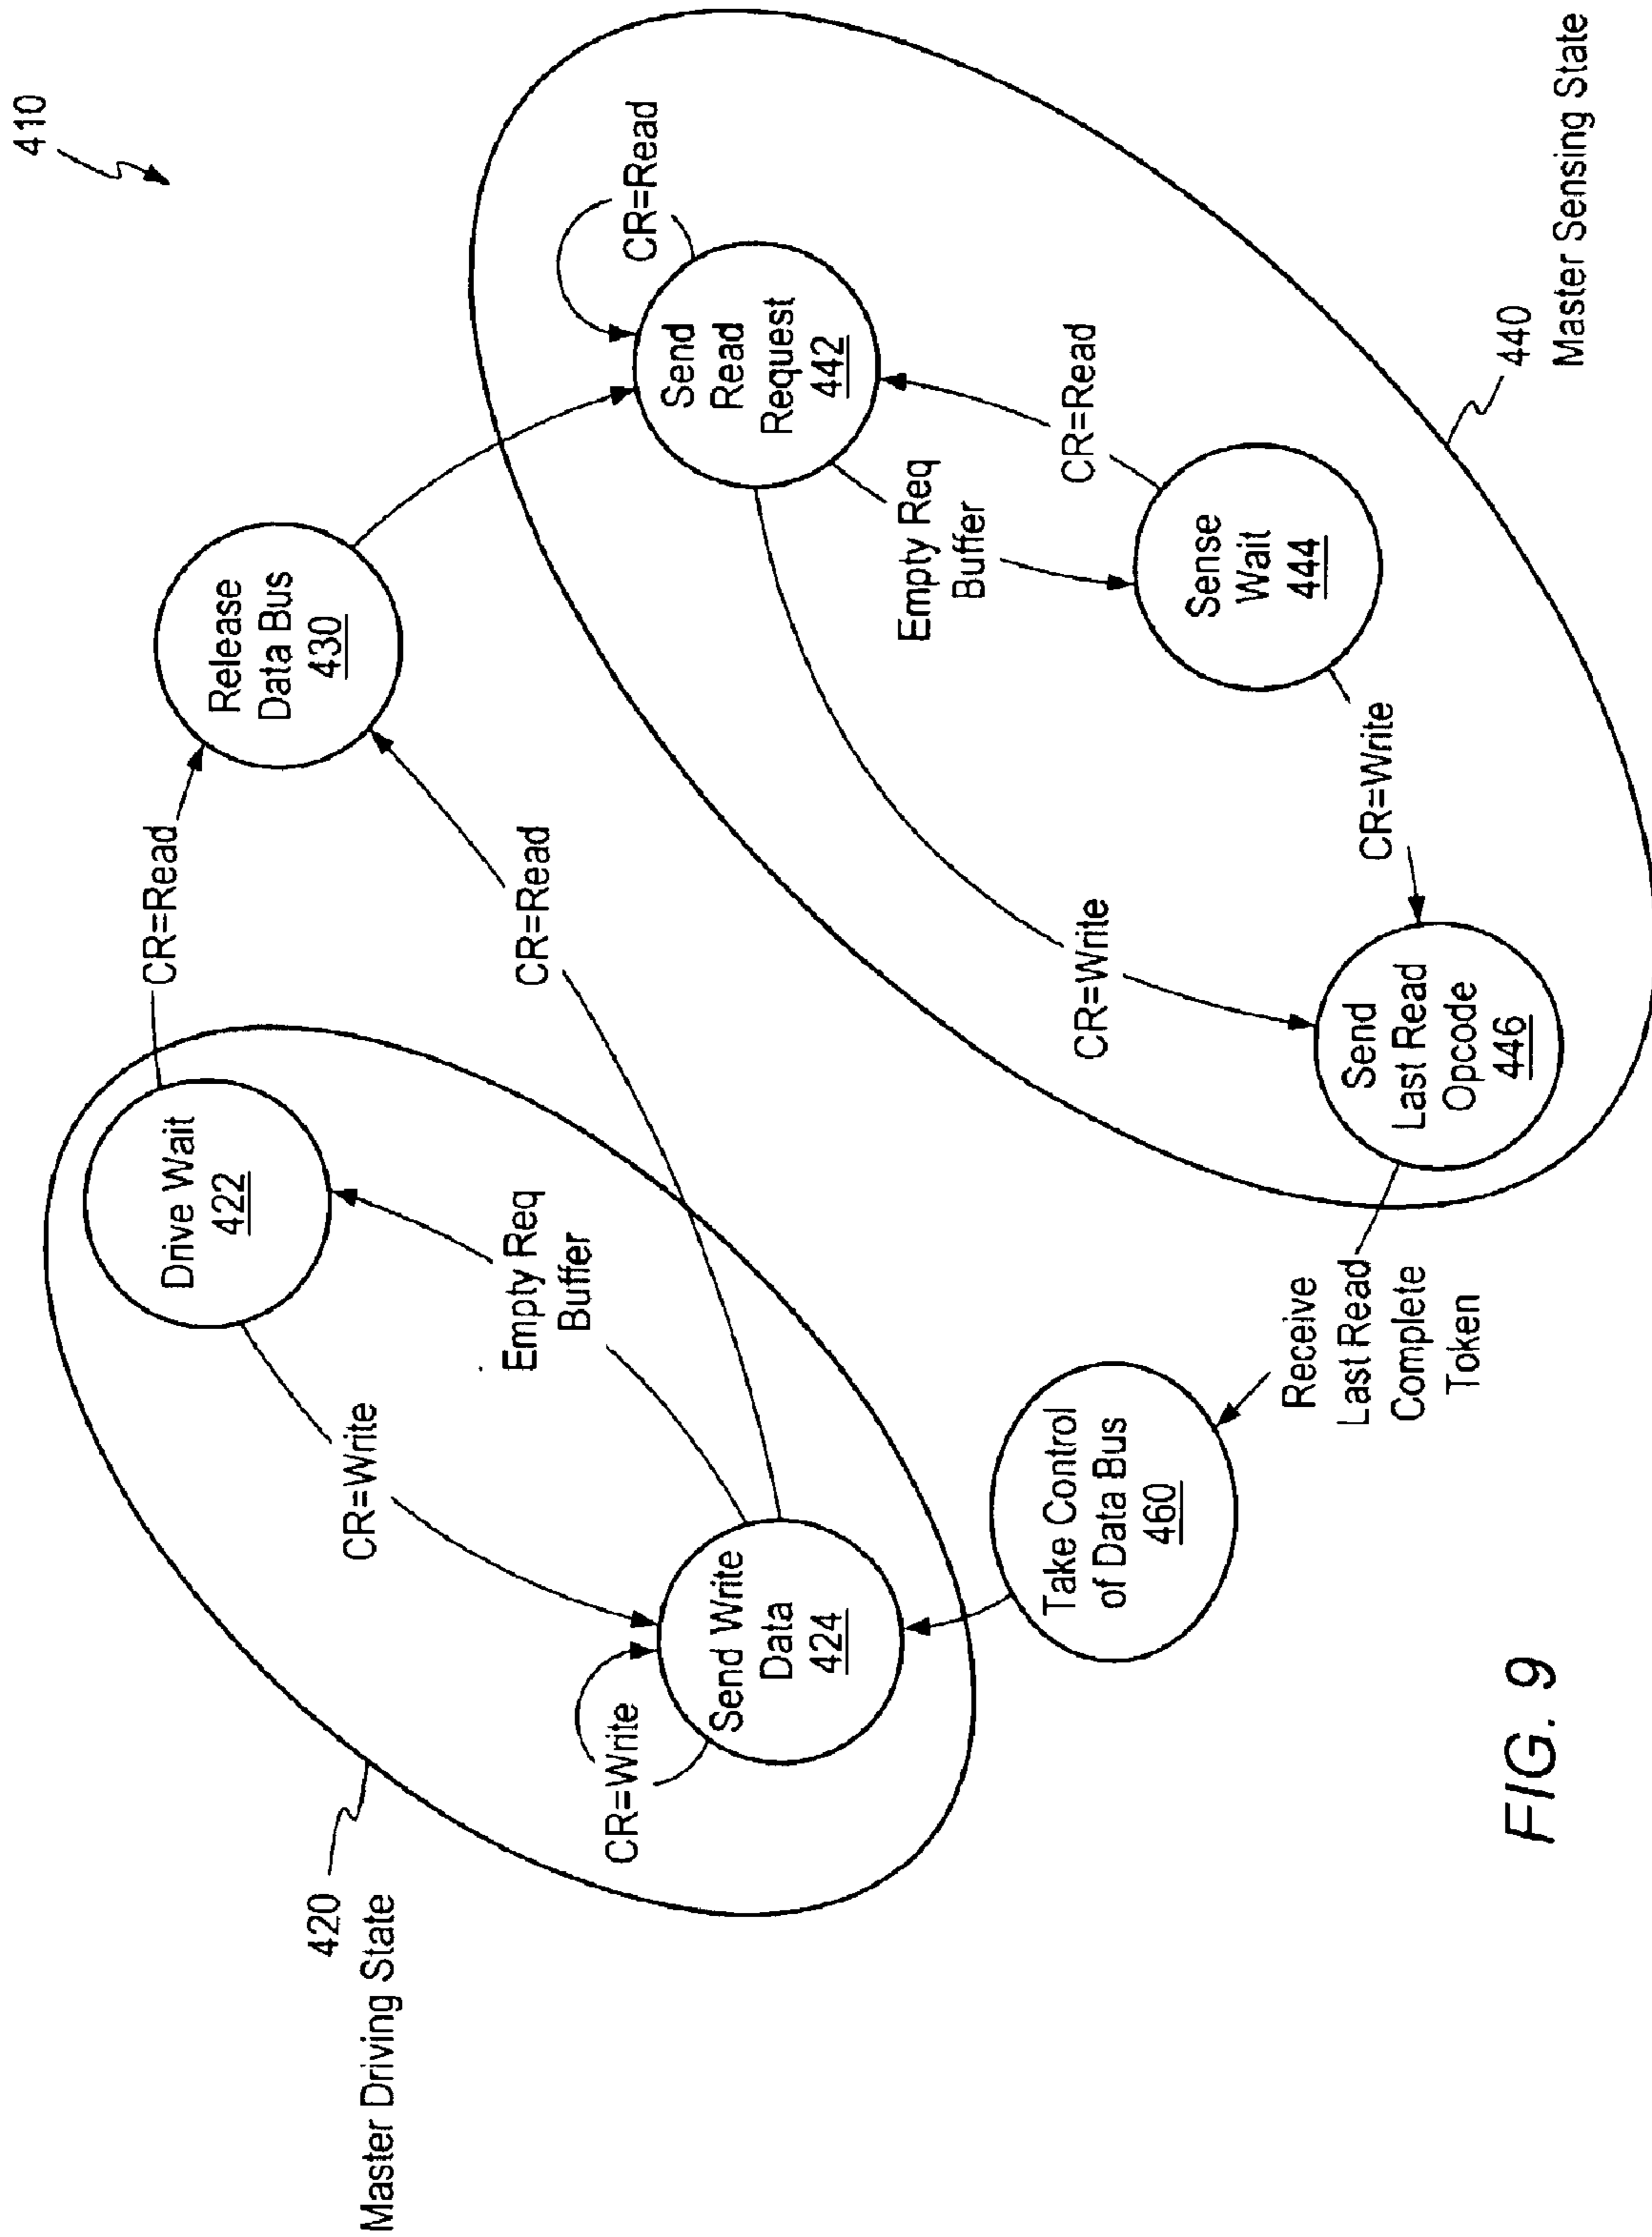 410
420
Master Driving State
Drive Wait
422
CR=Read
Release
Data Bus
430
CR=Write
Empty Req
Buffer
CR=Read
CR=Read
Send
Read
Request
442
CR=Write
Send Write
Data
424
Empty Req
Buffer
CR=Read
Take Control
of Data Bus
460
CR=Write
Sense
Wait
444
Receive
Last Read
Complete
Token
Send
Last Read
Opcode
446
CR=Write
440
Master Sensing State
FIG. 9